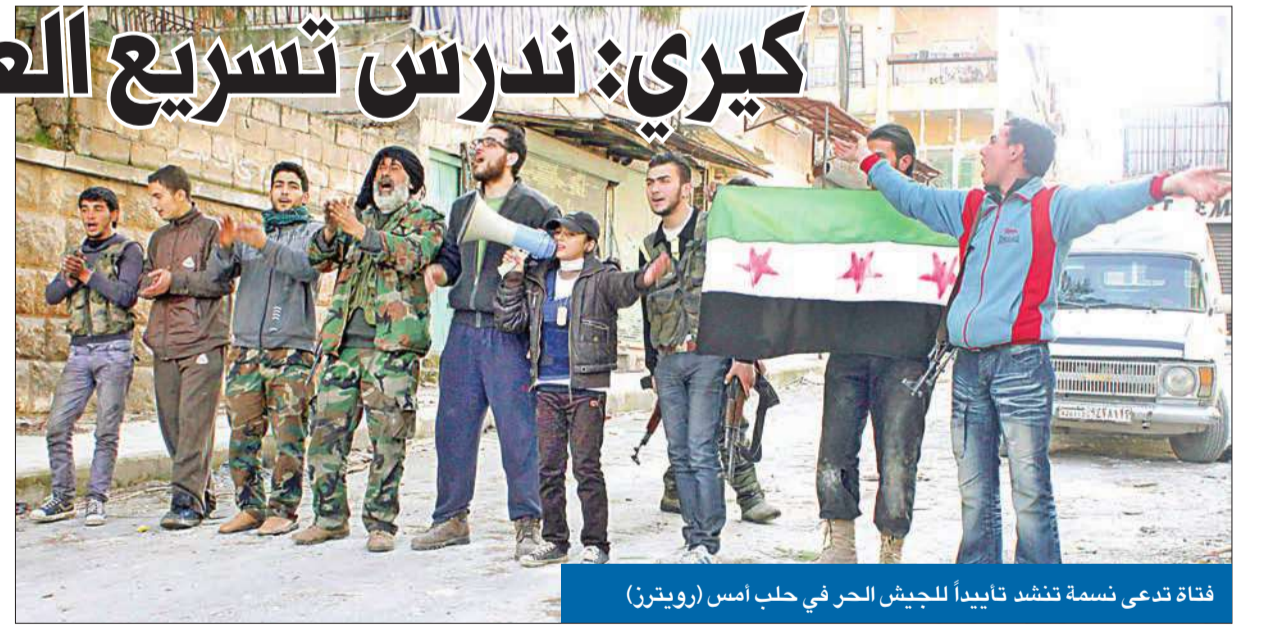 كيري: ندرس تسريع
فتاة تدعى نسمة تنشد تأييداً للجيش الحر في حلب أمس (رويترز)